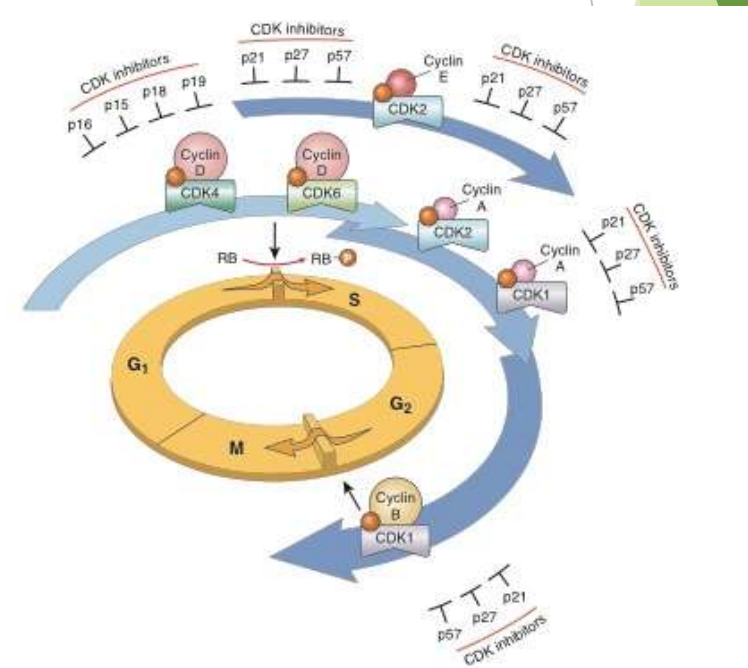 CDK inhibitors
p16
p15
p18
p19
CDK inhibitors
p21
p27
p57
Cyclin
E
CDK2
CDK inhibitors
p21
p27
p57
Cyclin
D
CDK4
Cyclin
D
CDK6
Cyclin
A
CDK2
Cyclin
A
CDK1
CDK inhibitors
p21
p27
p57
RB
RB
P
S
G1
G2
M
Cyclin
B
CDK1
p57
p27
p21
CDK inhibitors